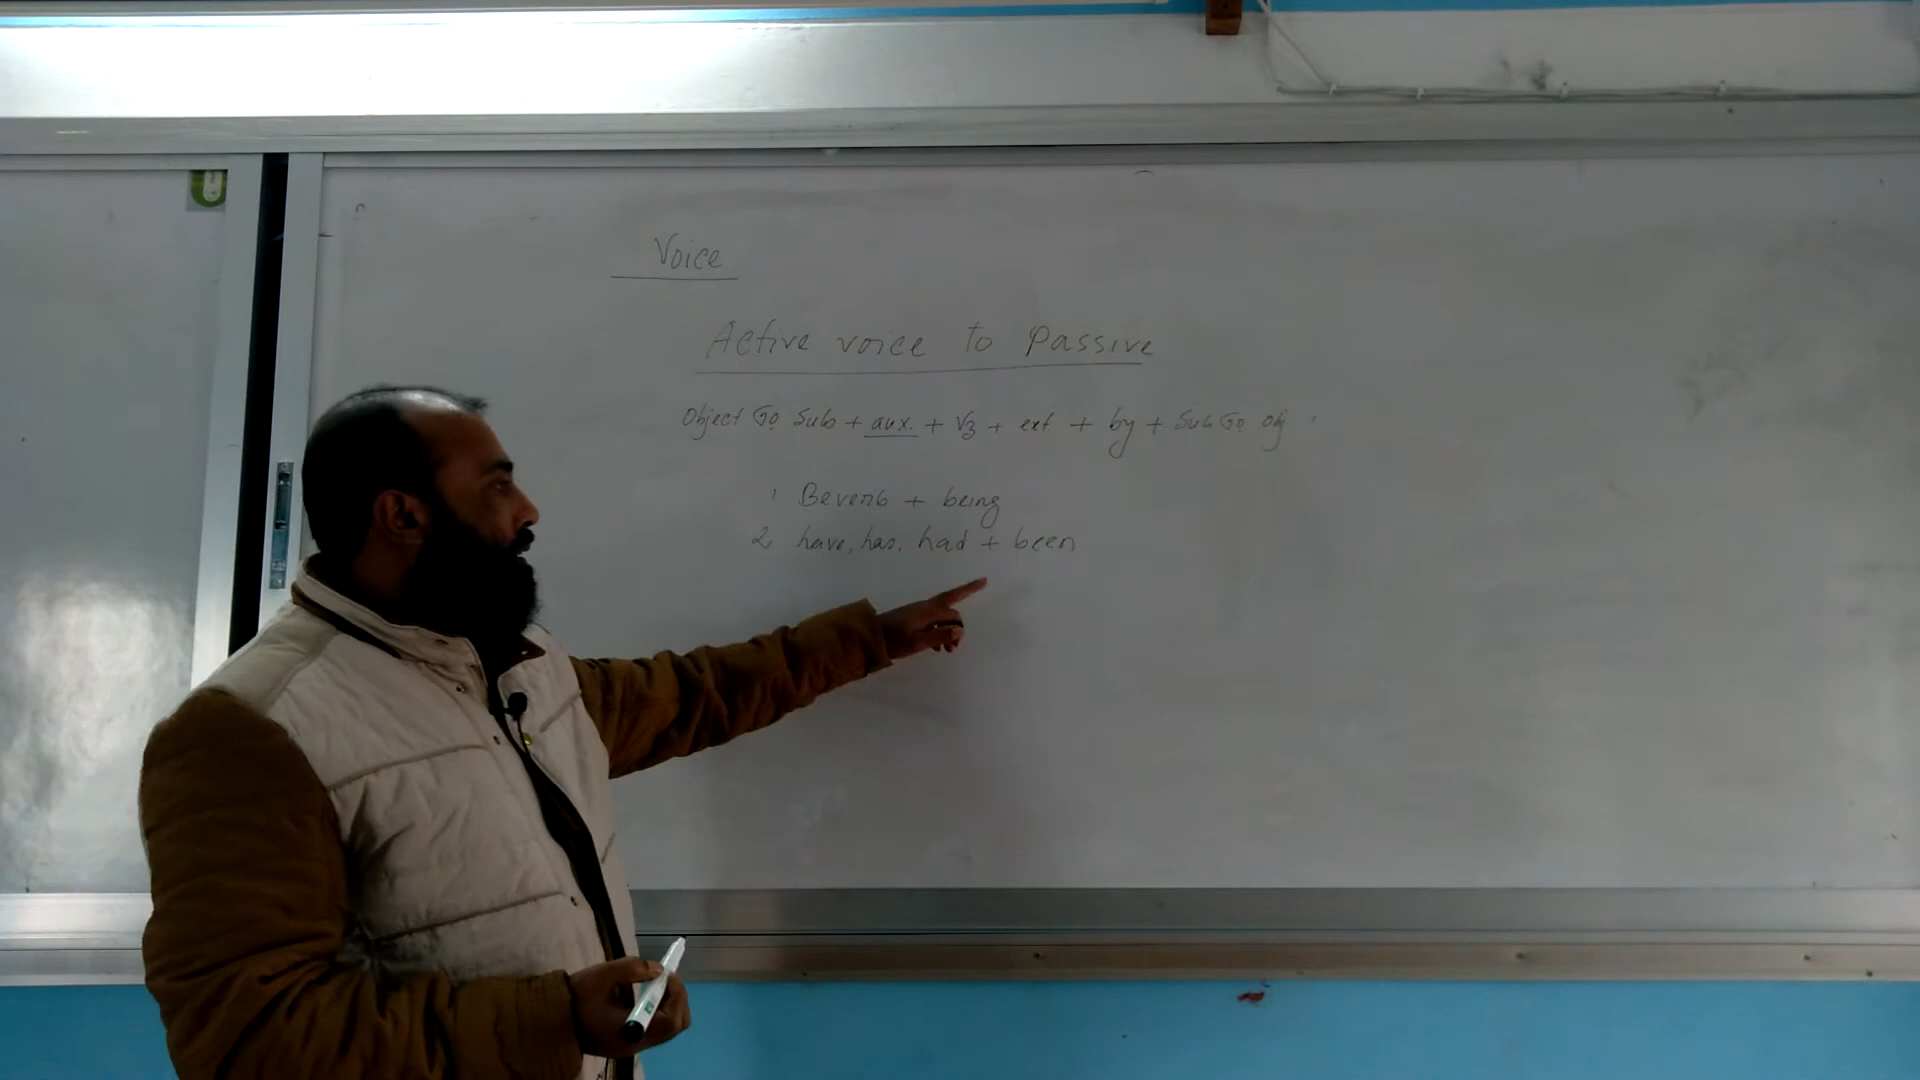 Voice
Active voice to Passive
Object Go Sub + aux. + V3 + ext + by + Sub Go Obj
1 Beverb + being
2 have, has, had + been